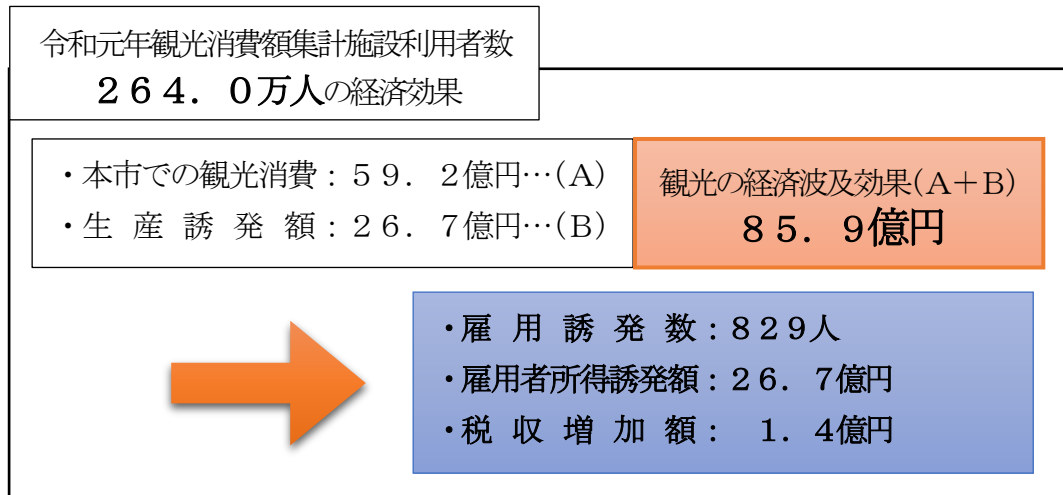 令和元年観光消費額集計施設利用者数
２６４．０万人の経済効果
・本市での観光消費：５９．２億円…(A)
・生 産 誘 発 額：２６．７億円…(B)
観光の経済波及効果(A＋B)
８５．９億円
・雇 用 誘 発 数：８２９人
・雇用者所得誘発額：２６．７億円
・税 収 増 加 額： １．４億円